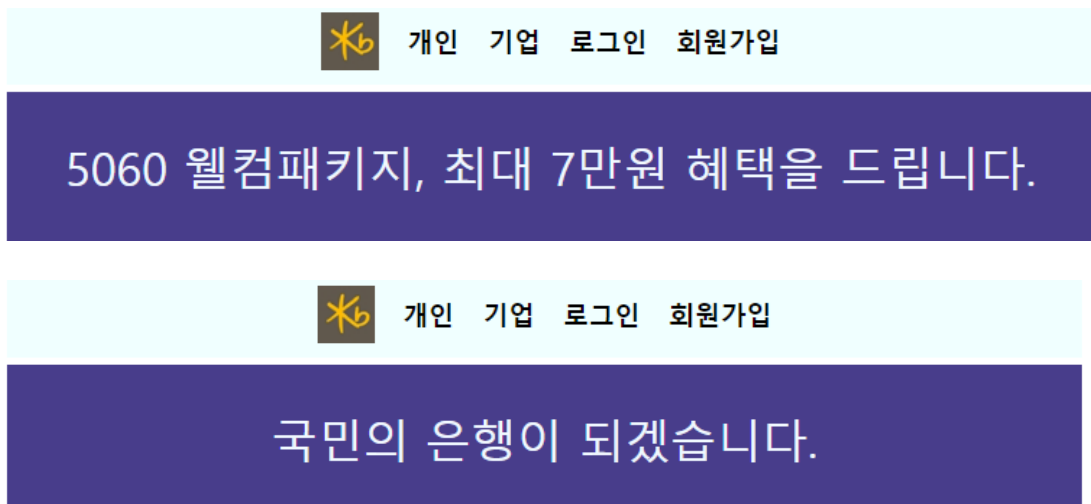 Kb 개인 기업 로그인 회원가입
5060 웰컴패키지, 최대 7만원 혜택을 드립니다.
Kb 개인 기업 로그인 회원가입
국민의 은행이 되겠습니다.